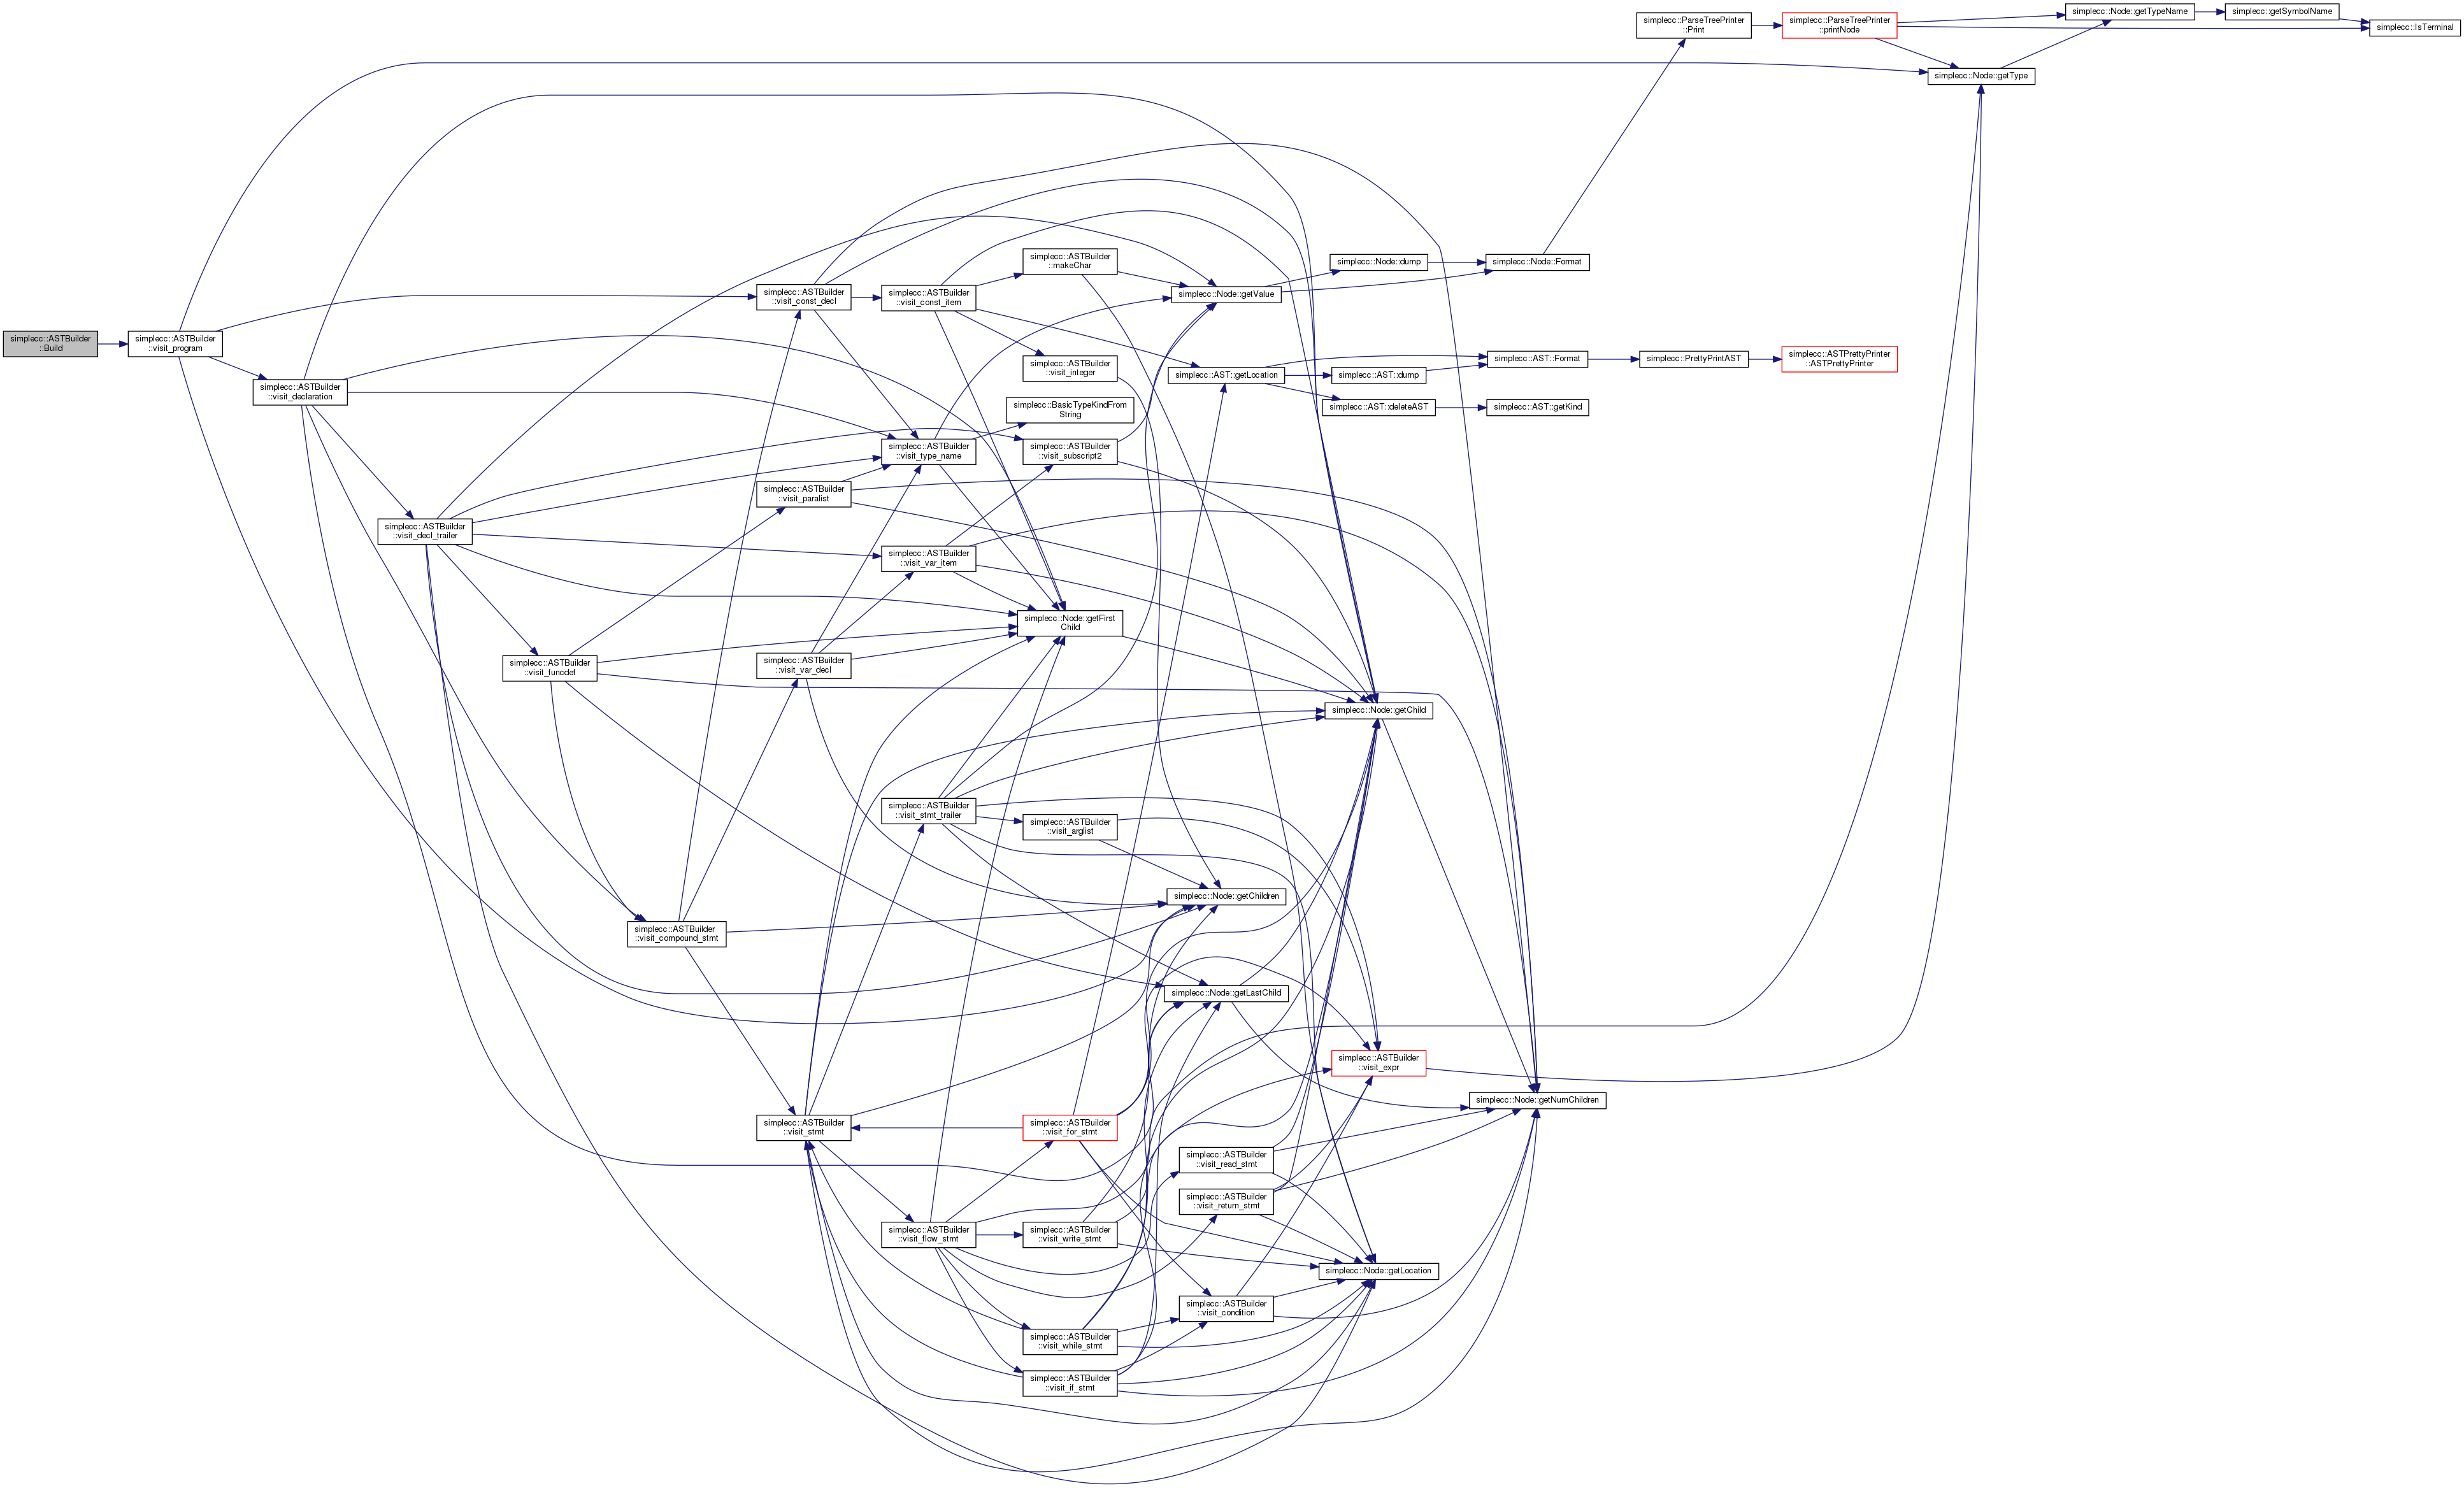 simplecc::ASTBuilder
::Build
simplecc::ASTBuilder
::visit_program
simplecc::ASTBuilder
::visit_declaration
simplecc::ASTBuilder
::visit_decl_trailer
simplecc::ASTBuilder
::visit_funcdef
simplecc::ASTBuilder
::visit_compound_stmt
simplecc::ASTBuilder
::visit_const_decl
simplecc::ASTBuilder
::visit_paralist
simplecc::ASTBuilder
::visit_var_decl
simplecc::ASTBuilder
::visit_stmt
simplecc::ASTBuilder
::visit_const_item
simplecc::ASTBuilder
::visit_type_name
simplecc::ASTBuilder
::visit_var_item
simplecc::ASTBuilder
::visit_stmt_trailer
simplecc::ASTBuilder
::visit_flow_stmt
simplecc::ASTBuilder
::makeChar
simplecc::ASTBuilder
::visit_integer
simplecc::BasicTypeKindFrom
String
simplecc::ASTBuilder
::visit_subscript2
simplecc::Node::getFirst
Child
simplecc::ASTBuilder
::visit_arglist
simplecc::ASTBuilder
::visit_for_stmt
simplecc::ASTBuilder
::visit_write_stmt
simplecc::ASTBuilder
::visit_while_stmt
simplecc::ASTBuilder
::visit_if_stmt
simplecc::Node::getValue
simplecc::AST::getLocation
simplecc::Node::getChildren
simplecc::Node::getLastChild
simplecc::ASTBuilder
::visit_read_stmt
simplecc::ASTBuilder
::visit_return_stmt
simplecc::ASTBuilder
::visit_condition
simplecc::Node::dump
simplecc::AST::dump
simplecc::AST::deleteAST
simplecc::Node::getChild
simplecc::ASTBuilder
::visit_expr
simplecc::Node::getLocation
simplecc::Node::Format
simplecc::AST::Format
simplecc::AST::getKind
simplecc::Node::getNumChildren
simplecc::ParseTreePrinter
::Print
simplecc::PrettyPrintAST
simplecc::ParseTreePrinter
::printNode
simplecc::ASTPrettyPrinter
::ASTPrettyPrinter
simplecc::Node::getType
simplecc::Node::getTypeName
simplecc::getSymbolName
simplecc::IsTerminal